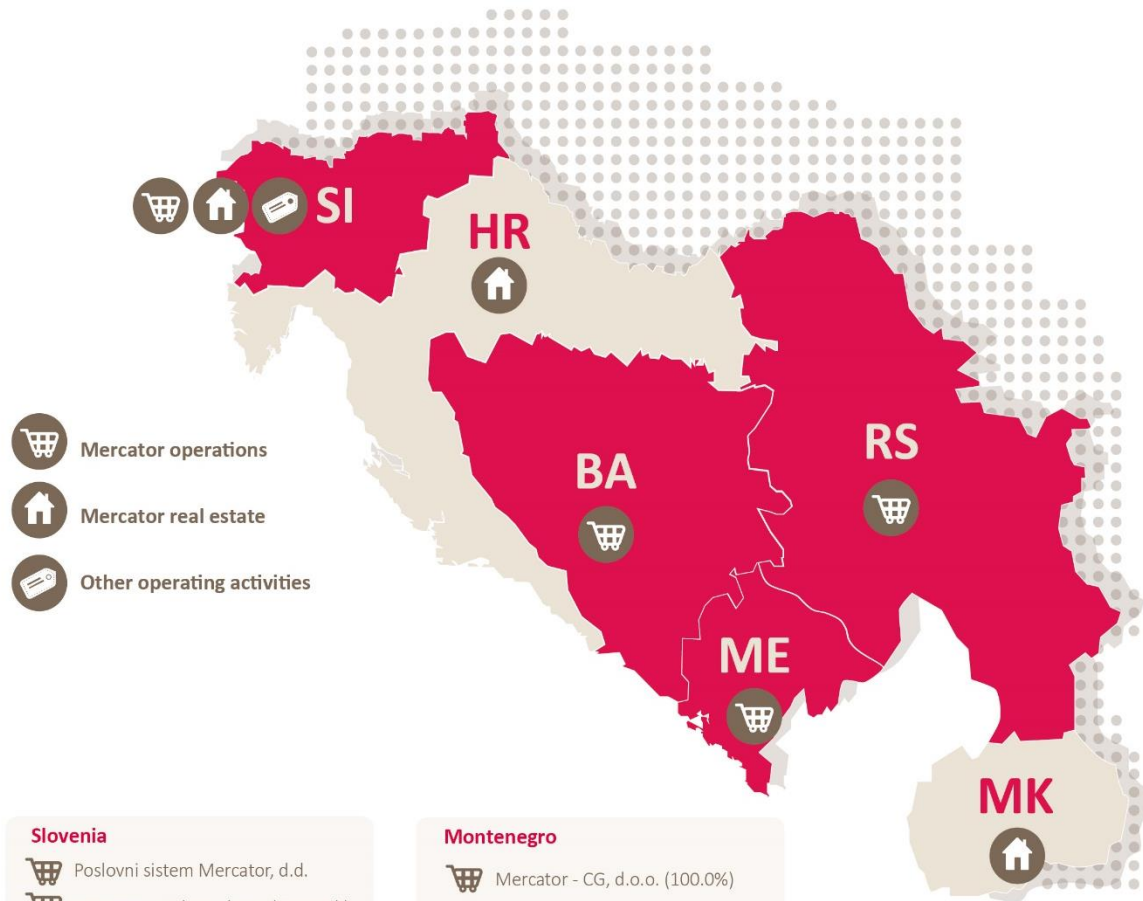 SI
HR
BA
RS
ME
MK
Mercator operations
Mercator real estate
Other operating activities
Slovenia
Poslovni sistem Mercator, d.d.
Montenegro
Mercator - CG, d.o.o. (100.0%)